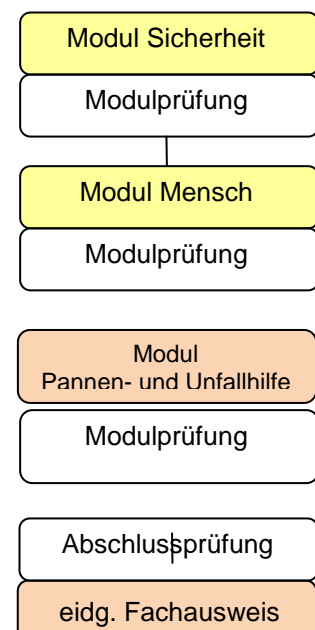 Modul Sicherheit
Modulprüfung
Modul Mensch
Modulprüfung
Modul
Pannen- und Unfallhilfe
Modulprüfung
Abschlussprüfung
eidg. Fachausweis